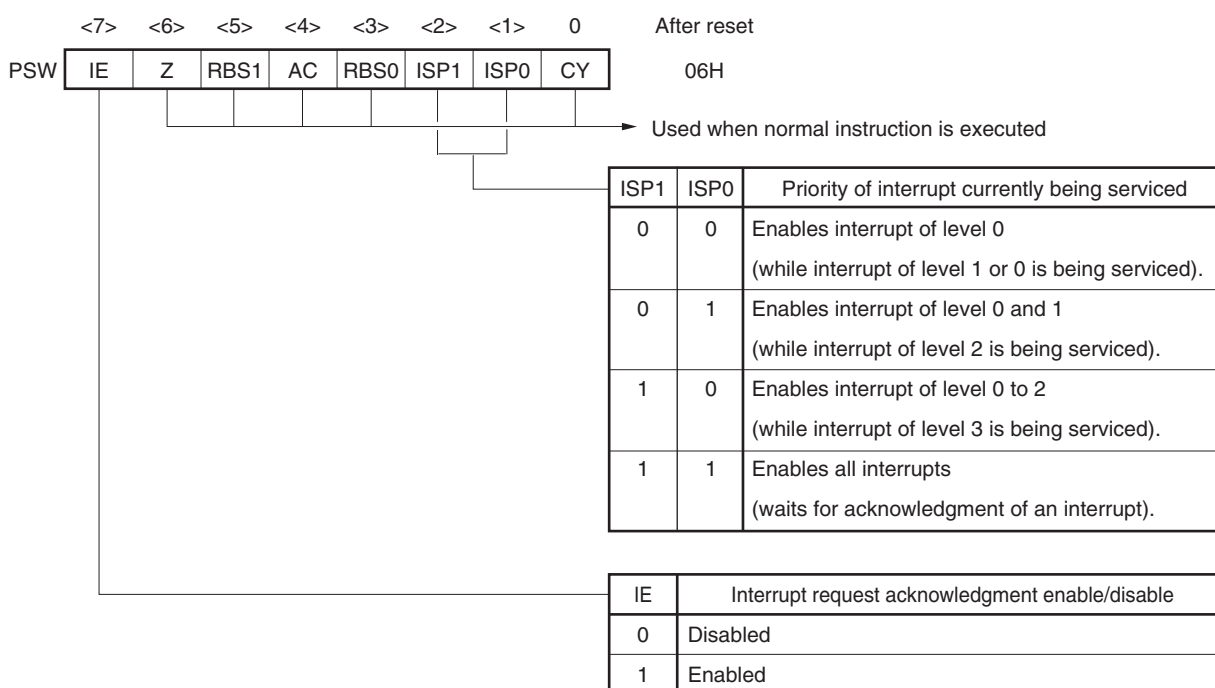 <7> <6> <5> <4> <3> <2> <1> 0 After reset
PSW IE Z RBS1 AC RBS0 ISP1 ISP0 CY 06H
Used when normal instruction is executed
ISP1 ISP0 Priority of interrupt currently being serviced
0 0 Enables interrupt of level 0
(while interrupt of level 1 or 0 is being serviced).
0 1 Enables interrupt of level 0 and 1
(while interrupt of level 2 is being serviced).
1 0 Enables interrupt of level 0 to 2
(while interrupt of level 3 is being serviced).
1 1 Enables all interrupts
(waits for acknowledgment of an interrupt).
IE Interrupt request acknowledgment enable/disable
0 Disabled
1 Enabled